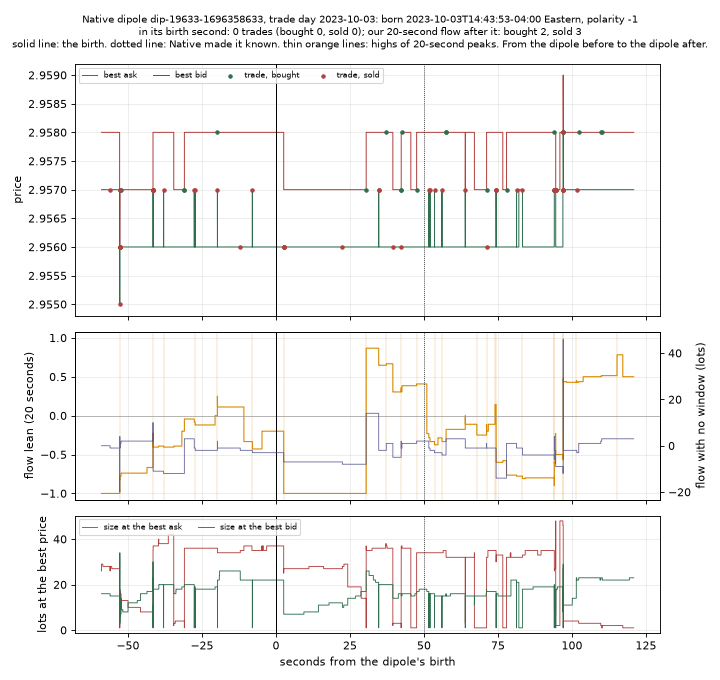 Native dipole dip-19633-1696358633, trade day 2023-10-03: born 2023-10-03T14:43:53-04:00 Eastern, polarity -1
in its birth second: 0 trades (bought 0, sold 0); our 20-second flow after it: bought 2, sold 3
solid line: the birth. dotted line: Native made it known. thin orange lines: highs of 20-second peaks. From the dipole before to the dipole after.
best ask
best bid
trade, bought
trade, sold
2.9590
2.9585
2.9580
2.9575
2.9570
2.9565
2.9560
2.9555
2.9550
price
1.0
0.5
0.0
−0.5
−1.0
flow lean (20 seconds)
40
20
0
−20
flow with no window (lots)
size at the best ask
size at the best bid
40
20
0
lots at the best price
−50
−25
0
25
50
75
100
125
seconds from the dipole's birth